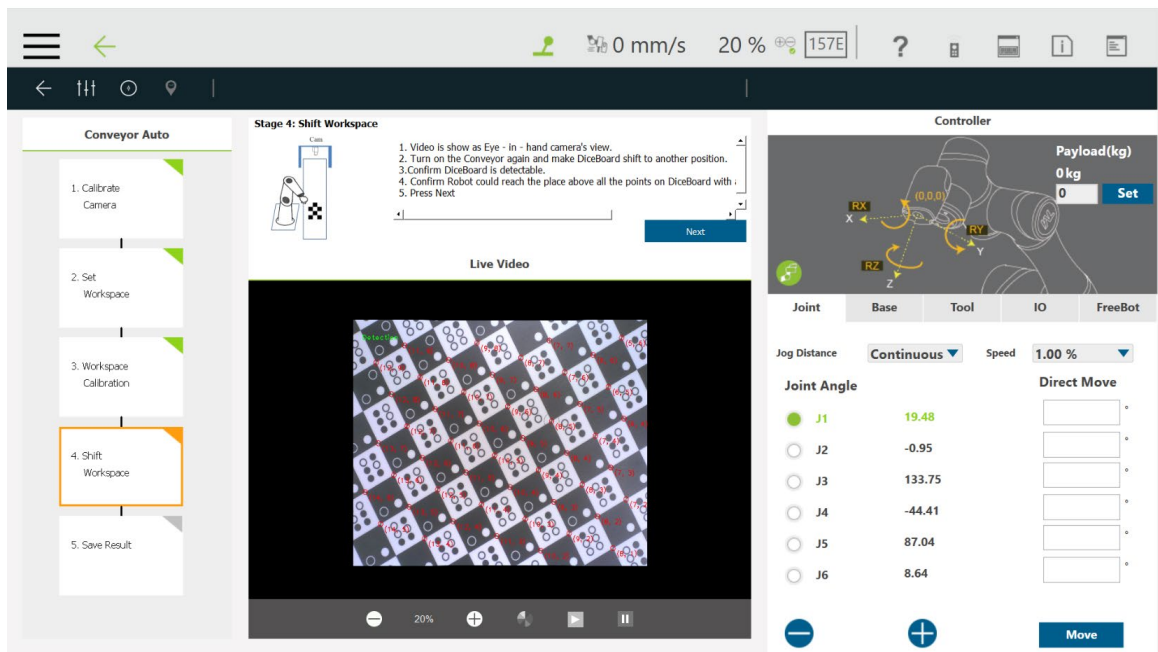 0 mm/s
20 %
157E
?
i
Conveyor Auto
1. Calibrate
Camera
2. Set
Workspace
3. Workspace
Calibration
4. Shift
Workspace
5. Save Result
Stage 4: Shift Workspace
Cam
1. Video is show as Eye - in - hand camera's view.
2. Turn on the Conveyor again and make DiceBoard shift to another position.
3.Confirm DiceBoard is detectable.
4. Confirm Robot could reach the place above all the points on DiceBoard with
5. Press Next
Next
Live Video
20%
Controller
Payload(kg)
0 kg
0
Set
(0,0,0)
RX
X
RY
Y
RZ
Z
Joint
Base
Tool
IO
FreeBot
Jog Distance
Continuous
Speed
1.00 %
Joint Angle
Direct Move
J1
19.48
°
J2
-0.95
°
J3
133.75
°
J4
-44.41
°
J5
87.04
°
J6
8.64
°
Move